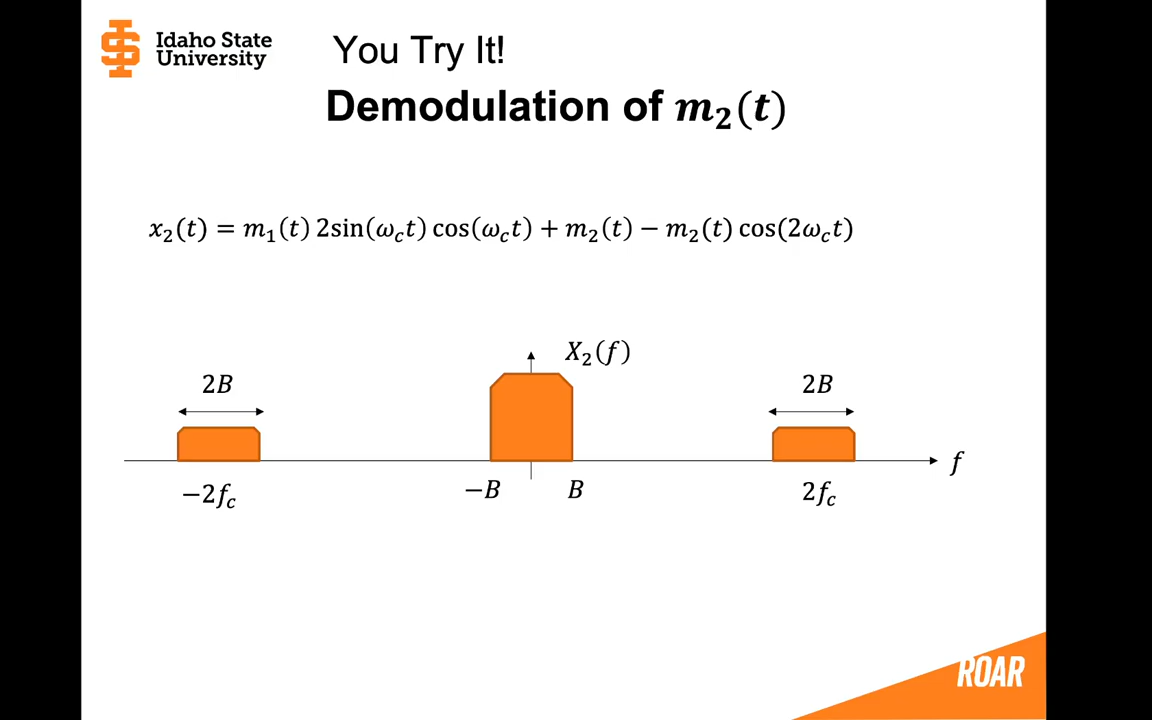 Idaho State
University
You Try It!
Demodulation of m₂(t)
x₂(t) = m₁(t) 2sin(ω_c t) cos(ω_c t) + m₂(t) − m₂(t) cos(2ω_c t)
X₂(f)
2B
2B
f
−2f_c
−B
B
2f_c
ROAR